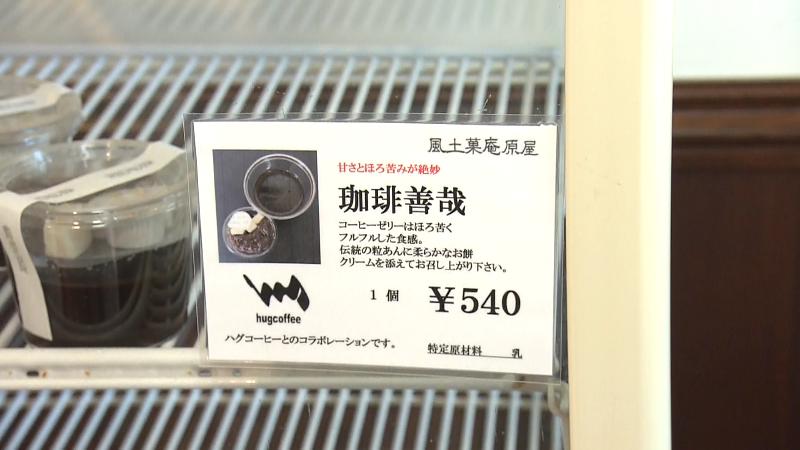 風土菓庵原屋
甘さとほろ苦みが絶妙
珈琲善哉
コーヒーゼリーはほろ苦く
フルフルした食感。
伝統の粒あんに柔らかなお餅
クリームを添えてお召し上がり下さい。
1個 ¥540
hugcoffee
ハグコーヒーとのコラボレーションです。
特定原材料 乳